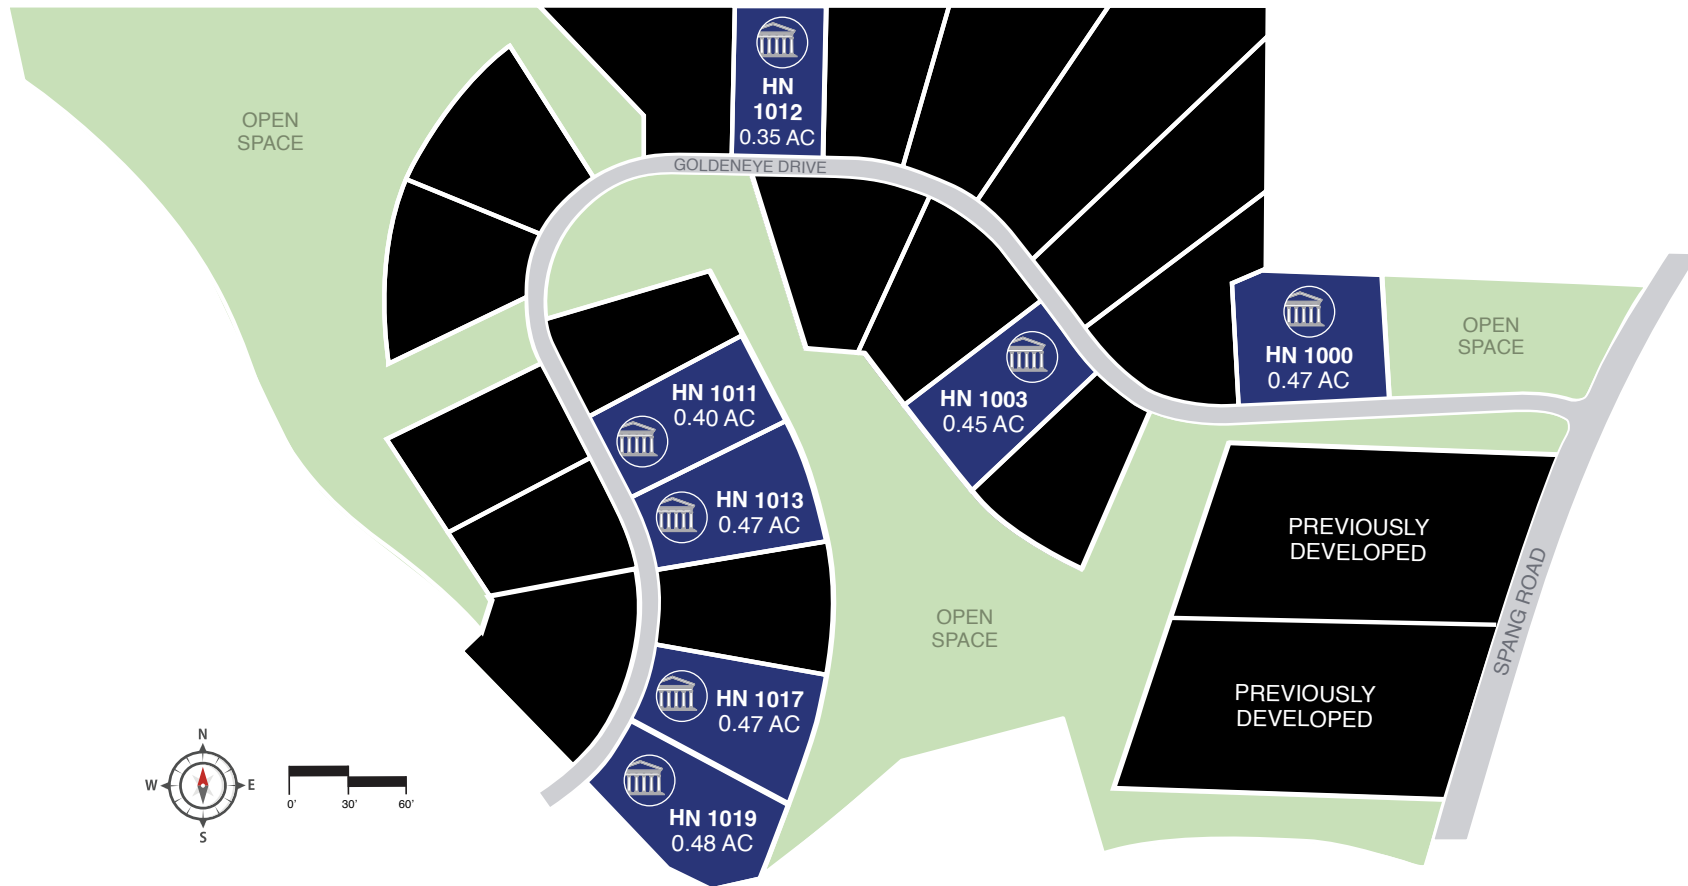 HN
1012
0.35 AC
OPEN
SPACE
GOLDENEYE DRIVE
HN 1000
0.47 AC
OPEN
SPACE
HN 1011
0.40 AC
HN 1003
0.45 AC
HN 1013
0.47 AC
PREVIOUSLY
DEVELOPED
SPANG ROAD
OPEN
SPACE
HN 1017
0.47 AC
PREVIOUSLY
DEVELOPED
HN 1019
0.48 AC
N
W
E
S
0'
30'
60'